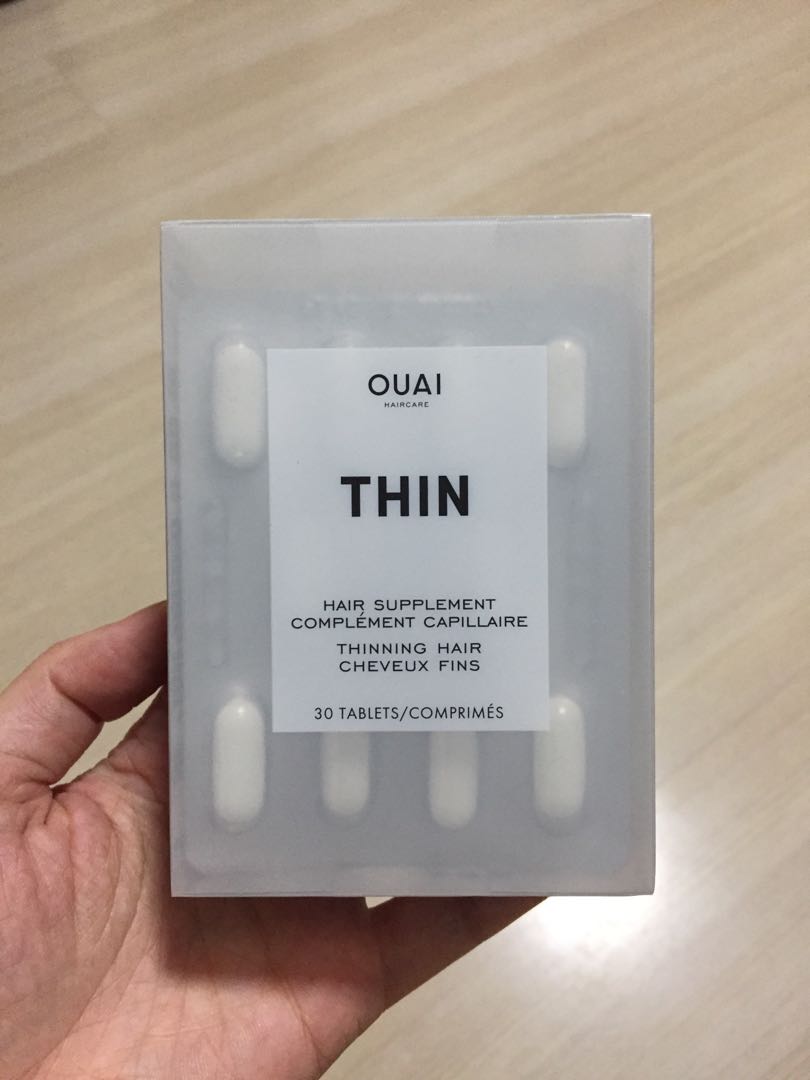 OUAI
HAIRCARE
THIN
HAIR SUPPLEMENT
COMPLÉMENT CAPILLAIRE
THINNING HAIR
CHEVEUX FINS
30 TABLETS/COMPRIMÉS